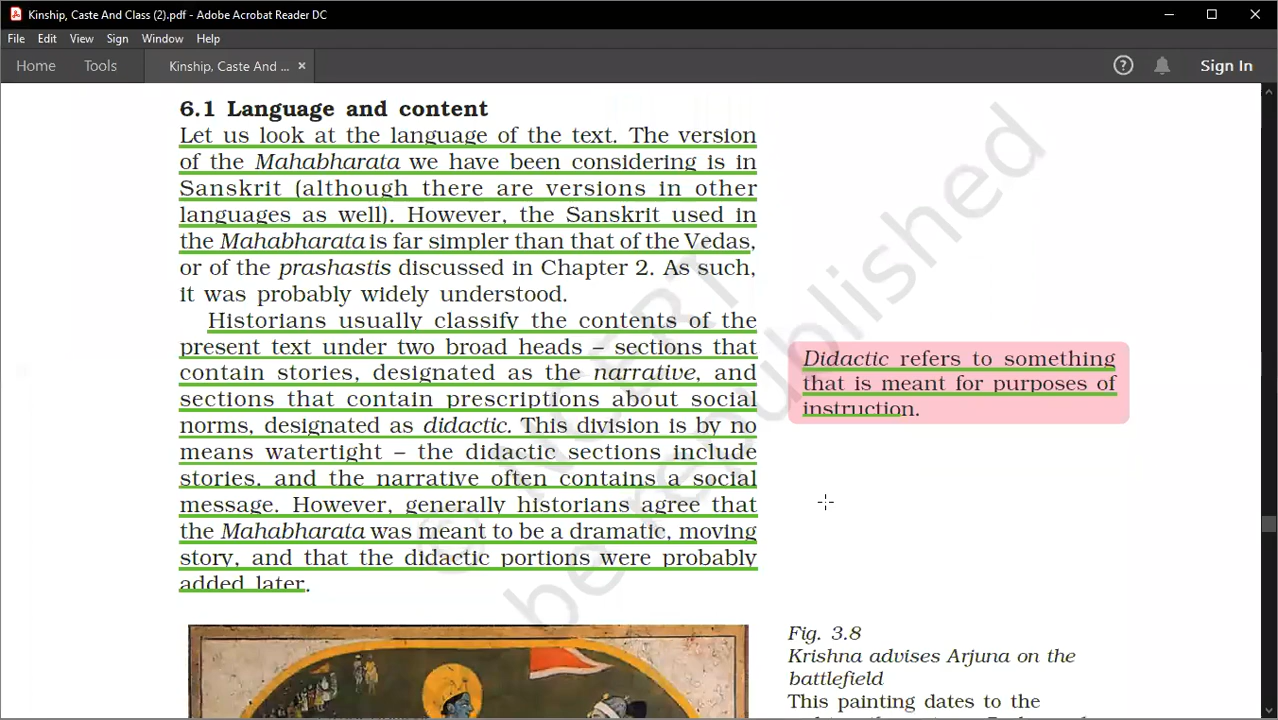 Kinship, Caste And Class (2).pdf - Adobe Acrobat Reader DC
File Edit View Sign Window Help
Home Tools Kinship, Caste And ... × Sign In
6.1 Language and content
Let us look at the language of the text. The version
of the Mahabharata we have been considering is in
Sanskrit (although there are versions in other
languages as well). However, the Sanskrit used in
the Mahabharata is far simpler than that of the Vedas,
or of the prashastis discussed in Chapter 2. As such,
it was probably widely understood.
Historians usually classify the contents of the
present text under two broad heads – sections that
contain stories, designated as the narrative, and
sections that contain prescriptions about social
norms, designated as didactic. This division is by no
means watertight – the didactic sections include
stories. and the narrative often contains a social
message. However, generally historians agree that
the Mahabharata was meant to be a dramatic, moving
story, and that the didactic portions were probably
added later.
Didactic refers to something
that is meant for purposes of
instruction.
Fig. 3.8
Krishna advises Arjuna on the
battlefield
This painting dates to the
© NCERT
be republished